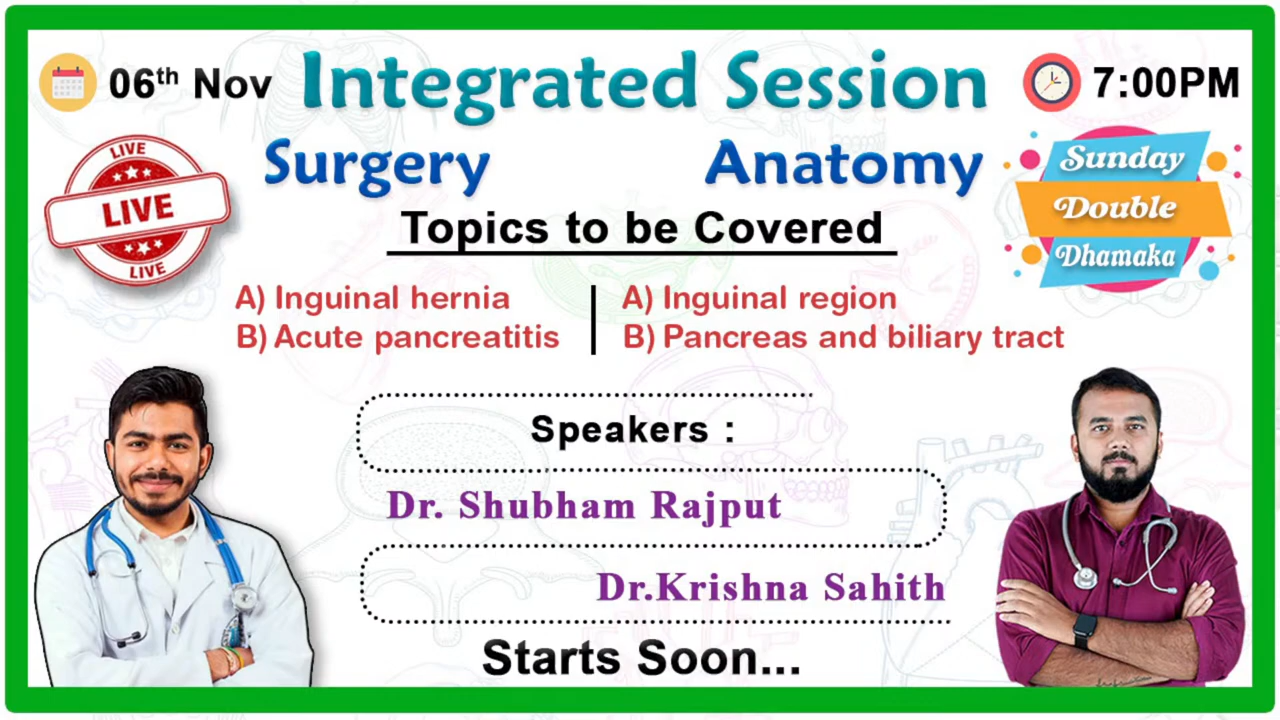 06th Nov
Integrated Session
7:00PM
LIVE
LIVE
LIVE
Surgery
Anatomy
Sunday
Double
Dhamaka
Topics to be Covered
A) Inguinal hernia
B) Acute pancreatitis
A) Inguinal region
B) Pancreas and biliary tract
Speakers :
Dr. Shubham Rajput
Dr.Krishna Sahith
Starts Soon...